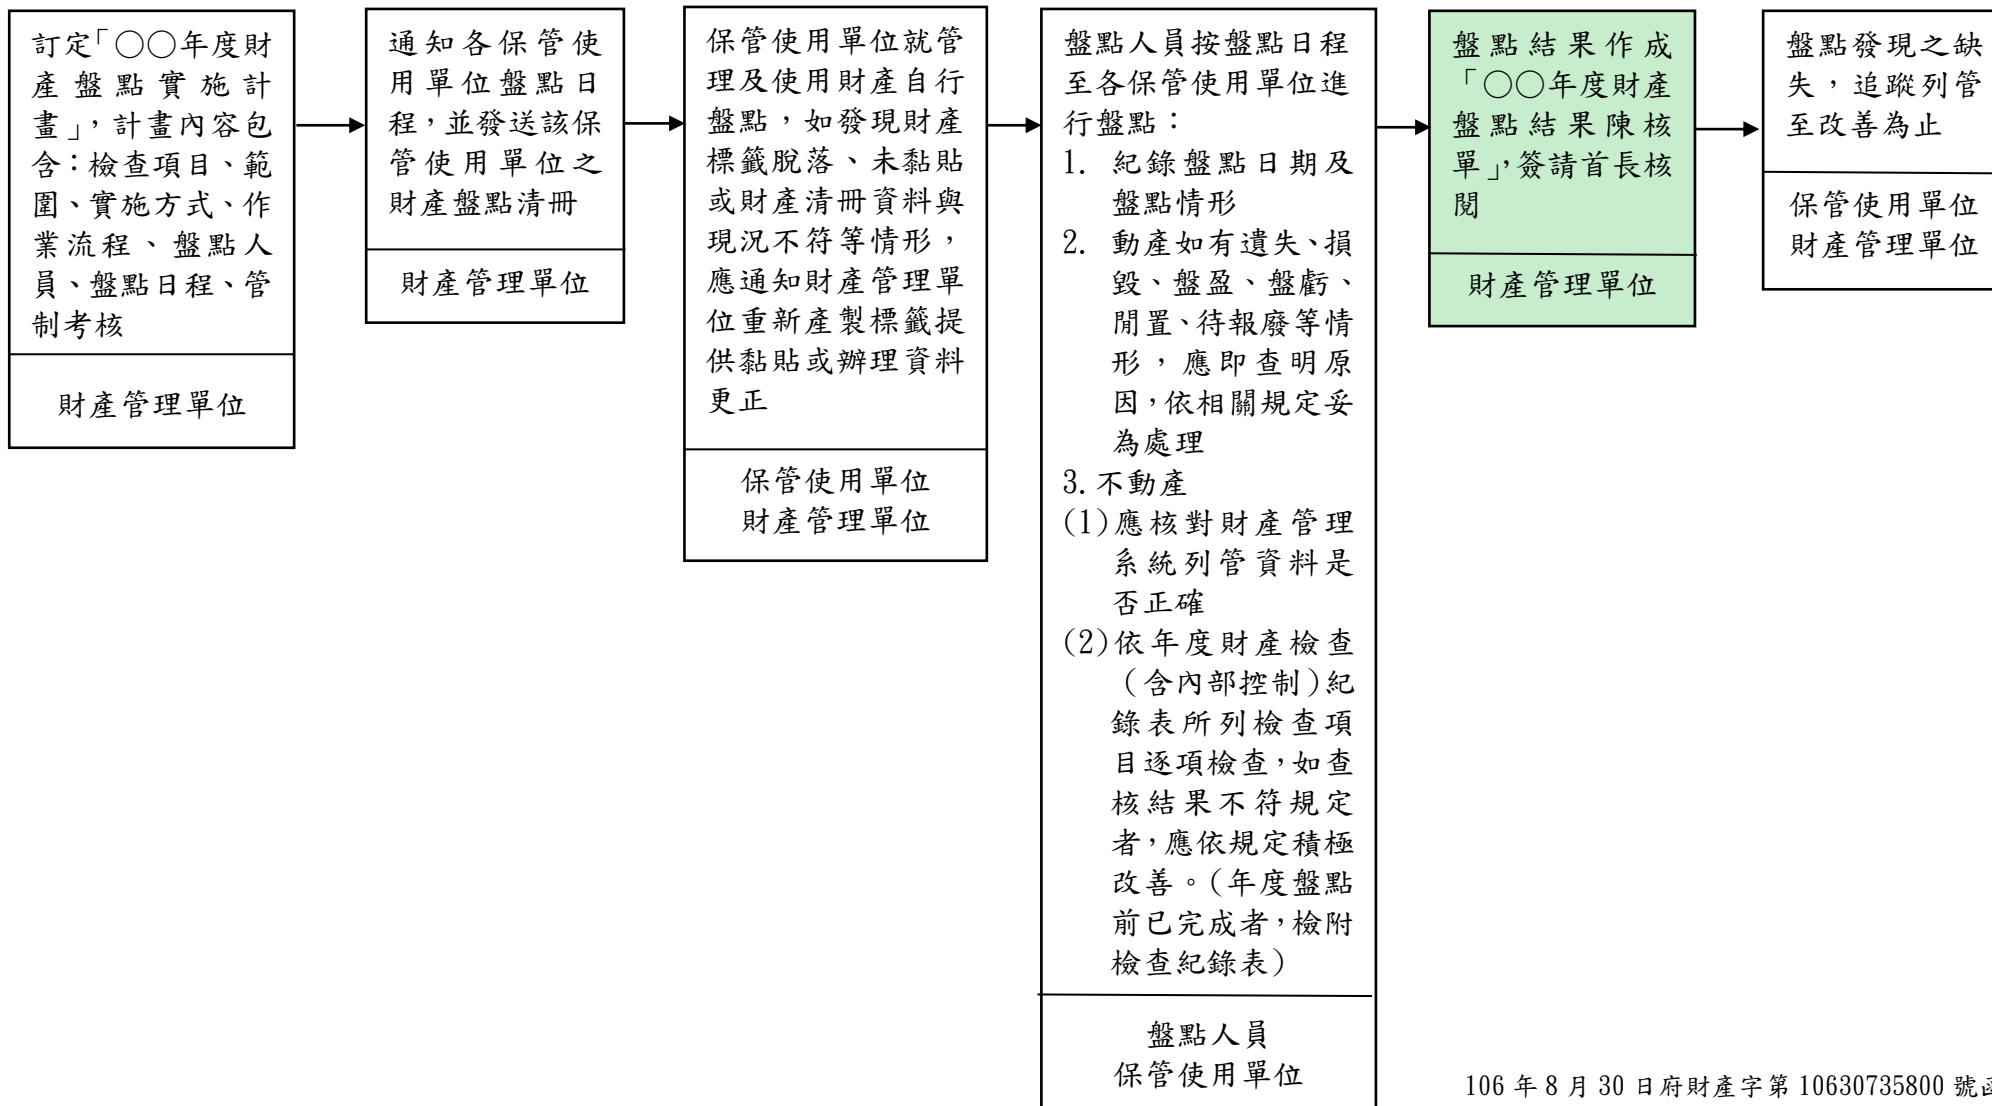 訂定「○○年度財
產盤點實施計
畫」,計畫內容包
含:檢查項目、範
圍、實施方式、作
業流程、盤點人
員、盤點日程、管
制考核
財產管理單位
通知各保管使
用單位盤點日
程,並發送該保
管使用單位之
財產盤點清冊
財產管理單位
保管使用單位就管
理及使用財產自行
盤點,如發現財產
標籤脫落、未黏貼
或財產清冊資料與
現況不符等情形,
應通知財產管理單
位重新產製標籤提
供黏貼或辦理資料
更正
保管使用單位
財產管理單位
盤點人員按盤點日程
至各保管使用單位進
行盤點:
1. 紀錄盤點日期及
盤點情形
2. 動產如有遺失、損
毀、盤盈、盤虧、
閒置、待報廢等情
形,應即查明原
因,依相關規定妥
為處理
3.不動產
(1)應核對財產管理
系統列管資料是
否正確
(2)依年度財產檢查
(含內部控制)紀
錄表所列檢查項
目逐項檢查,如查
核結果不符規定
者,應依規定積極
改善。(年度盤點
前已完成者,檢附
檢查紀錄表)
盤點人員
保管使用單位
盤點結果作成
「○○年度財產
盤點結果陳核
單」,簽請首長核
閱
財產管理單位
盤點發現之缺
失,追蹤列管
至改善為止
保管使用單位
財產管理單位
106 年 8 月 30 日府財產字第 10630735800 號函